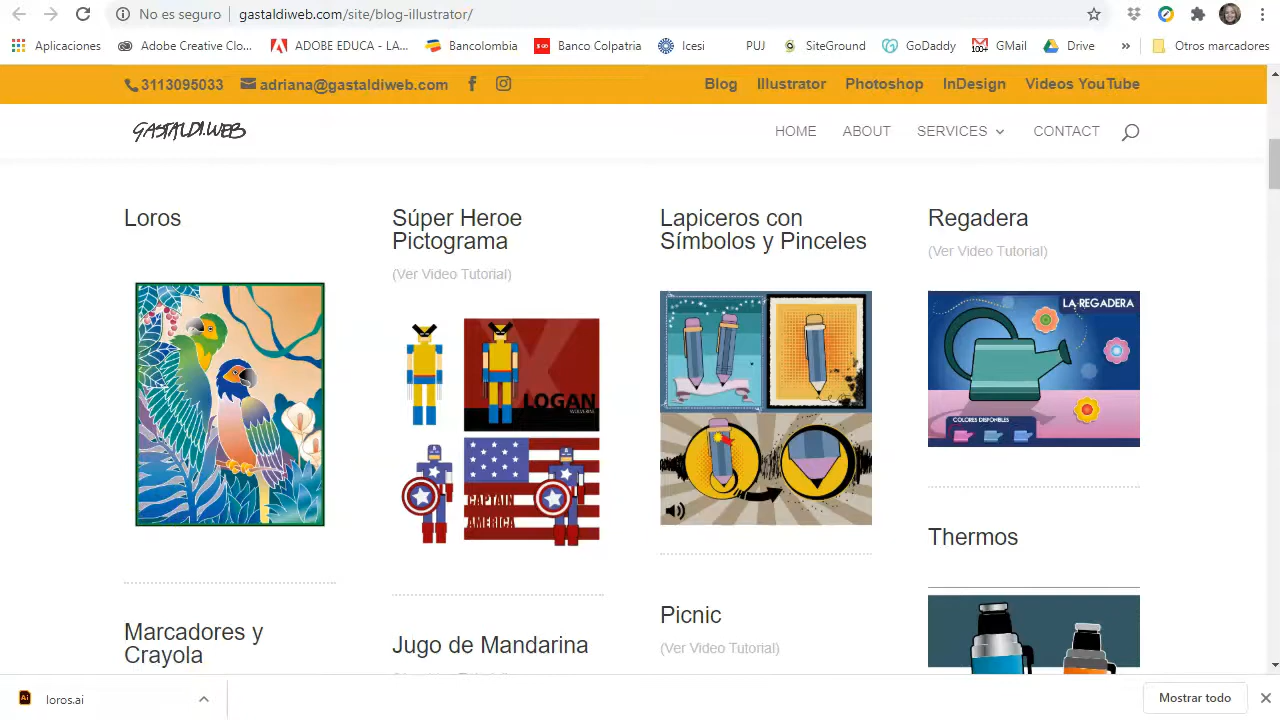 No es seguro
gastaldiweb.com/site/blog-illustrator/
Aplicaciones
Adobe Creative Clo...
ADOBE EDUCA - LA...
Bancolombia
Banco Colpatria
Icesi
PUJ
SiteGround
GoDaddy
100+
GMail
Drive
»
Otros marcadores
3113095033
adriana@gastaldiweb.com
Blog
Illustrator
Photoshop
InDesign
Videos YouTube
GASTALDI.WEB
HOME
ABOUT
SERVICES
CONTACT
Loros
Súper Heroe
Pictograma
(Ver Video Tutorial)
LOGAN
WOLVERINE
CAPTAIN
AMERICA
Lapiceros con
Símbolos y Pinceles
Regadera
(Ver Video Tutorial)
LA REGADERA
COLORES DISPONIBLES
Thermos
Marcadores y
Crayola
Jugo de Mandarina
Picnic
(Ver Video Tutorial)
Ai
loros.ai
Mostrar todo